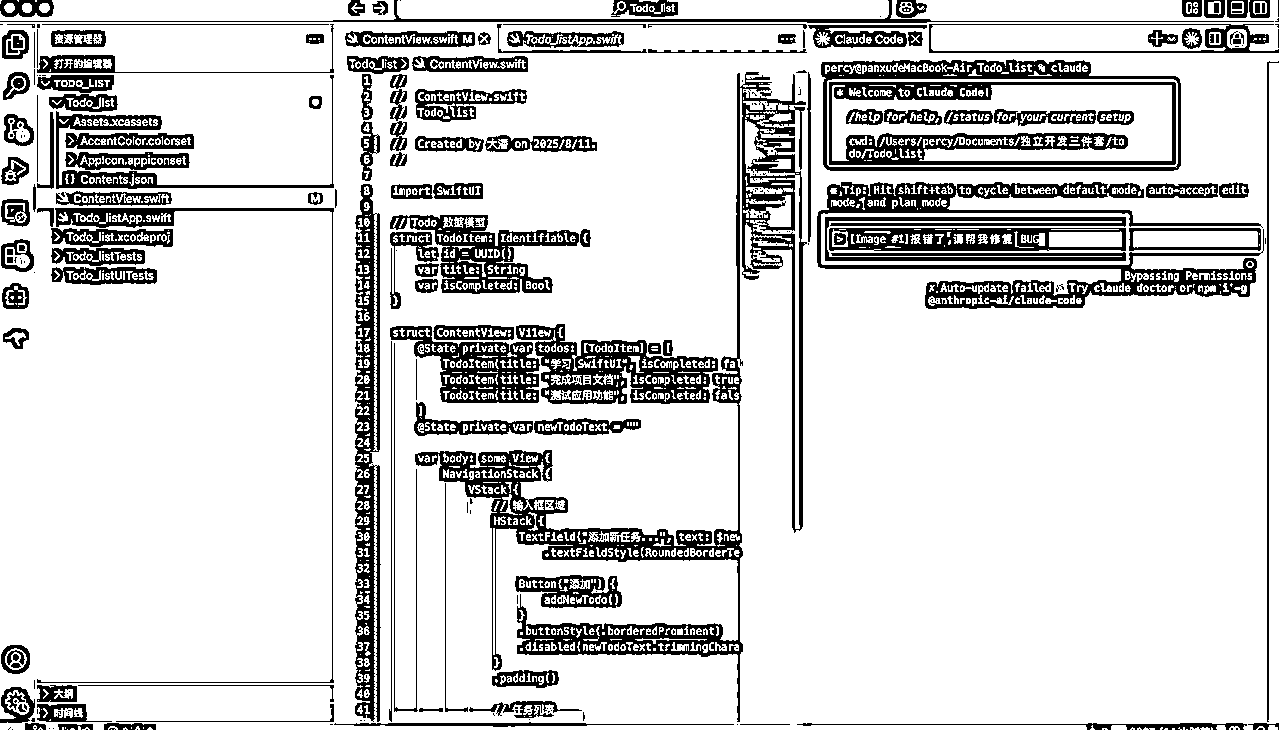 Todo_list
资源管理器
打开的编辑器
TODO_LIST
Todo_list
Assets.xcassets
AccentColor.colorset
AppIcon.appiconset
{} Contents.json
ContentView.swift M
Todo_listApp.swift
Todo_list.xcodeproj
Todo_listTests
Todo_listUITests
大纲
时间线
ContentView.swift M
Todo_listApp.swift
Todo_list > ContentView.swift
1 //
2 // ContentView.swift
3 // Todo_list
4 //
5 // Created by 大潘 on 2025/8/11.
6 //
7
8 import SwiftUI
9
10 // Todo 数据模型
11 struct TodoItem: Identifiable {
12 let id = UUID()
13 var title: String
14 var isCompleted: Bool
15 }
16
17 struct ContentView: Vi1ew {
18 @State private var todos: [TodoItem] = [
19 TodoItem(title: "学习 SwiftUI", isCompleted: fal
20 TodoItem(title: "完成项目文档", isCompleted: true
21 TodoItem(title: "测试应用功能", isCompleted: fals
22 ]
23 @State private var newTodoText = ""
24
25 var body: some View {
26 NavigationStack {
27 VStack {
28 // 输入框区域
29 HStack {
30 TextField("添加新任务...", text: $new
31 .textFieldStyle(RoundedBorderTe
32
33 Button("添加") {
34 addNewTodo()
35 }
36 .buttonStyle(.borderedProminent)
37 .disabled(newTodoText.trimmingChara
38 }
39 .padding()
40
41 // 任务列表
Claude Code
percy@panxudeMacBook-Air Todo_list % claude
Welcome to Claude Code!
/help for help, /status for your current setup
cwd: /Users/percy/Documents/独立开发三件套/to
do/Todo_list
Tip: Hit shift+tab to cycle between default mode, auto-accept edit
mode, and plan mode
> [Image #1]报错了,请帮我修复 BUG
Bypassing Permissions
✗ Auto-update failed · Try claude doctor or npm i -g
@anthropic-ai/claude-code